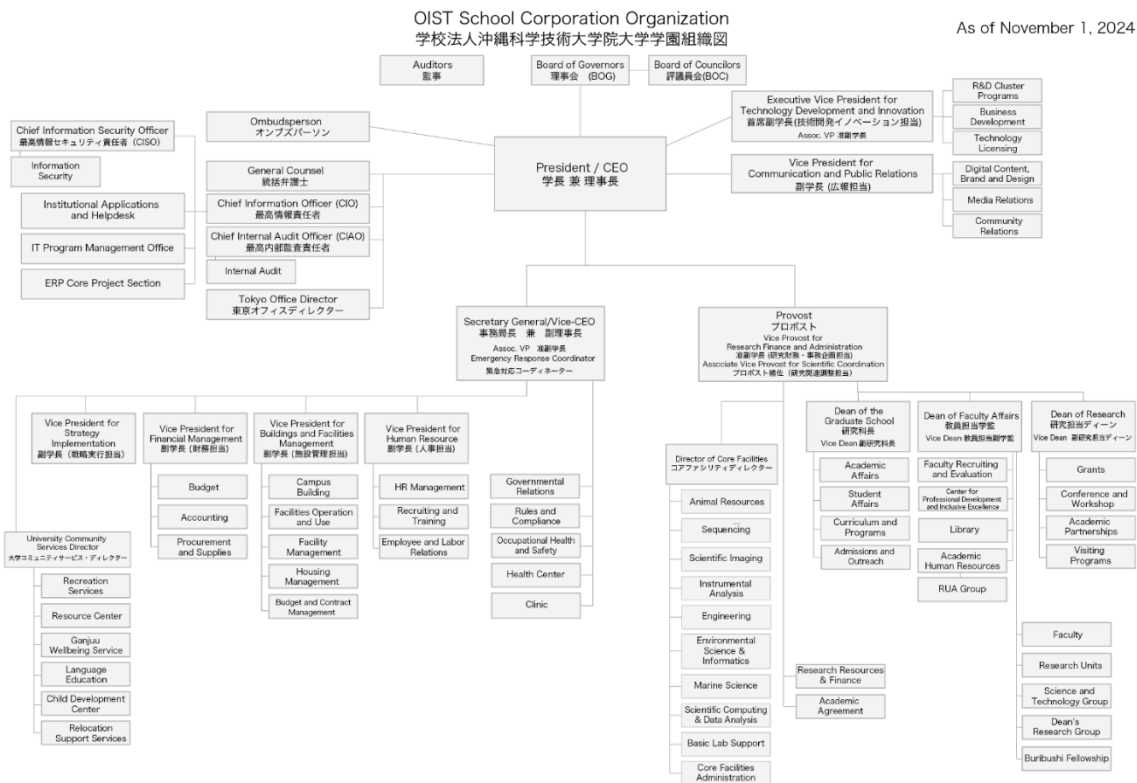 OIST School Corporation Organization
学校法人沖縄科学技術大学院大学学園組織図
As of November 1, 2024
Auditors
監事
Board of Governors
理事会 (BOG)
Board of Councilors
評議員会(BOC)
Ombudsperson
オンブズパーソン
Chief Information Security Officer
最高情報セキュリティ責任者 (CISO)
Information
Security
General Counsel
統括弁護士
Chief Information Officer (CIO)
最高情報責任者
Institutional Applications
and Helpdesk
IT Program Management Office
ERP Core Project Section
Chief Internal Audit Officer (CIAO)
最高内部監査責任者
Internal Audit
Tokyo Office Director
東京オフィスディレクター
President / CEO
学長 兼 理事長
Executive Vice President for
Technology Development and Innovation
首席副学長(技術開発イノベーション担当)
Assoc. VP 准副学長
R&D Cluster
Programs
Business
Development
Technology
Licensing
Vice President for
Communication and Public Relations
副学長 (広報担当)
Digital Content,
Brand and Design
Media Relations
Community
Relations
Secretary General/Vice-CEO
事務局長 兼 副理事長
Assoc. VP 准副学長
Emergency Response Coordinator
緊急対応コーディネーター
Provost
プロボスト
Vice Provost for
Research Finance and Administration
准副学長 (研究財務・事務企画担当)
Associate Vice Provost for Scientific Coordination
プロボスト補佐 (研究関連調整担当)
Vice President for
Strategy
Implementation
副学長 (戦略実行担当)
Vice President for
Financial Management
副学長 (財務担当)
Budget
Accounting
Procurement
and Supplies
Vice President for
Buildings and Facilities
Management
副学長 (施設管理担当)
Campus
Building
Facilities Operation
and Use
Facility
Management
Housing
Management
Budget and Contract
Management
Vice President for
Human Resource
副学長 (人事担当)
HR Management
Recruiting and
Training
Employee and Labor
Relations
Governmental
Relations
Rules and
Compliance
Occupational Health
and Safety
Health Center
Clinic
University Community
Services Director
大学コミュニティサービス・ディレクター
Recreation
Services
Resource Center
Ganjuu
Wellbeing Service
Language
Education
Child Development
Center
Relocation
Support Services
Director of Core Facilities
コアファシリティディレクター
Animal Resources
Sequencing
Scientific Imaging
Instrumental
Analysis
Engineering
Environmental
Science &
Informatics
Marine Science
Scientific Computing
& Data Analysis
Basic Lab Support
Core Facilities
Administration
Research Resources
& Finance
Academic
Agreement
Dean of the
Graduate School
研究科長
Vice Dean 副研究科長
Academic
Affairs
Student
Affairs
Curriculum and
Programs
Admissions and
Outreach
Dean of Faculty Affairs
教員担当学監
Vice Dean 教員担当副学監
Faculty Recruiting
and Evaluation
Center for
Professional Development
and Inclusive Excellence
Library
Academic
Human Resources
RUA Group
Faculty
Research Units
Science and
Technology Group
Dean's
Research Group
Buribushi Fellowship
Dean of Research
研究担当ディーン
Vice Dean 副研究担当ディーン
Grants
Conference and
Workshop
Academic
Partnerships
Visiting
Programs